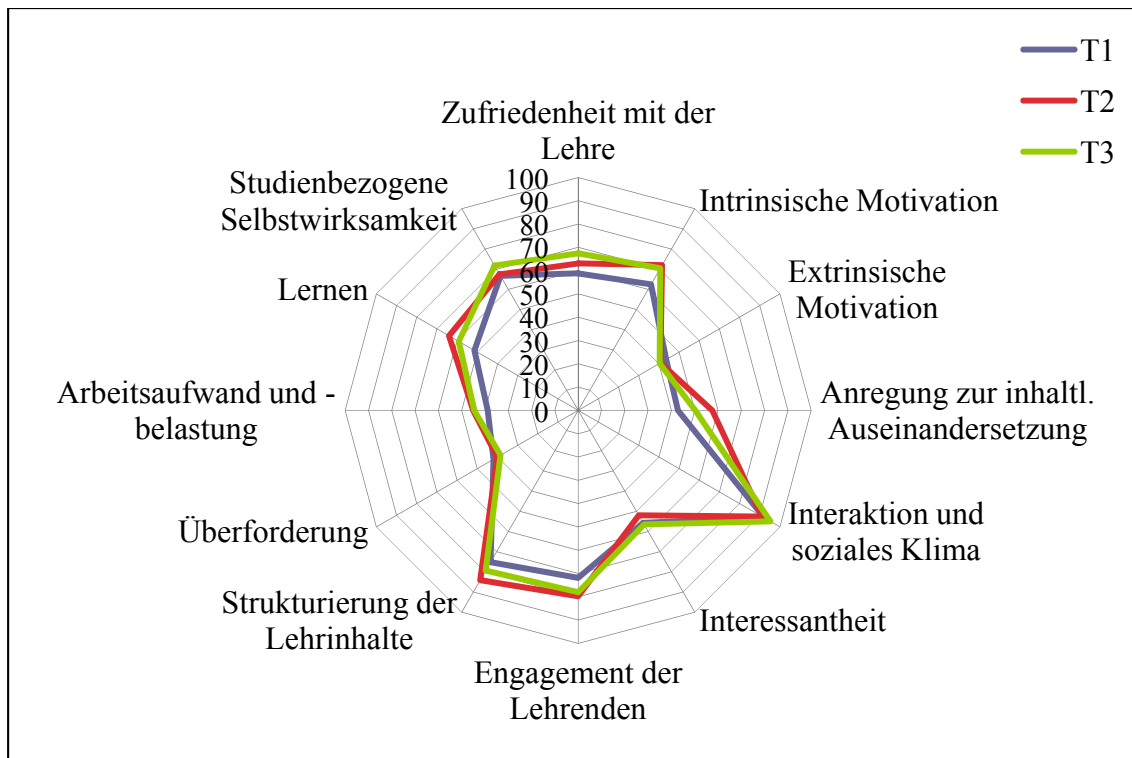 T1
T2
T3
Zufriedenheit mit der
Lehre
Intrinsische Motivation
Extrinsische
Motivation
Anregung zur inhaltl.
Auseinandersetzung
Interaktion und
soziales Klima
Interessantheit
Engagement der
Lehrenden
Strukturierung der
Lehrinhalte
Überforderung
Arbeitsaufwand und -
belastung
Lernen
Studienbezogene
Selbstwirksamkeit
100
90
80
70
60
50
40
30
20
10
0